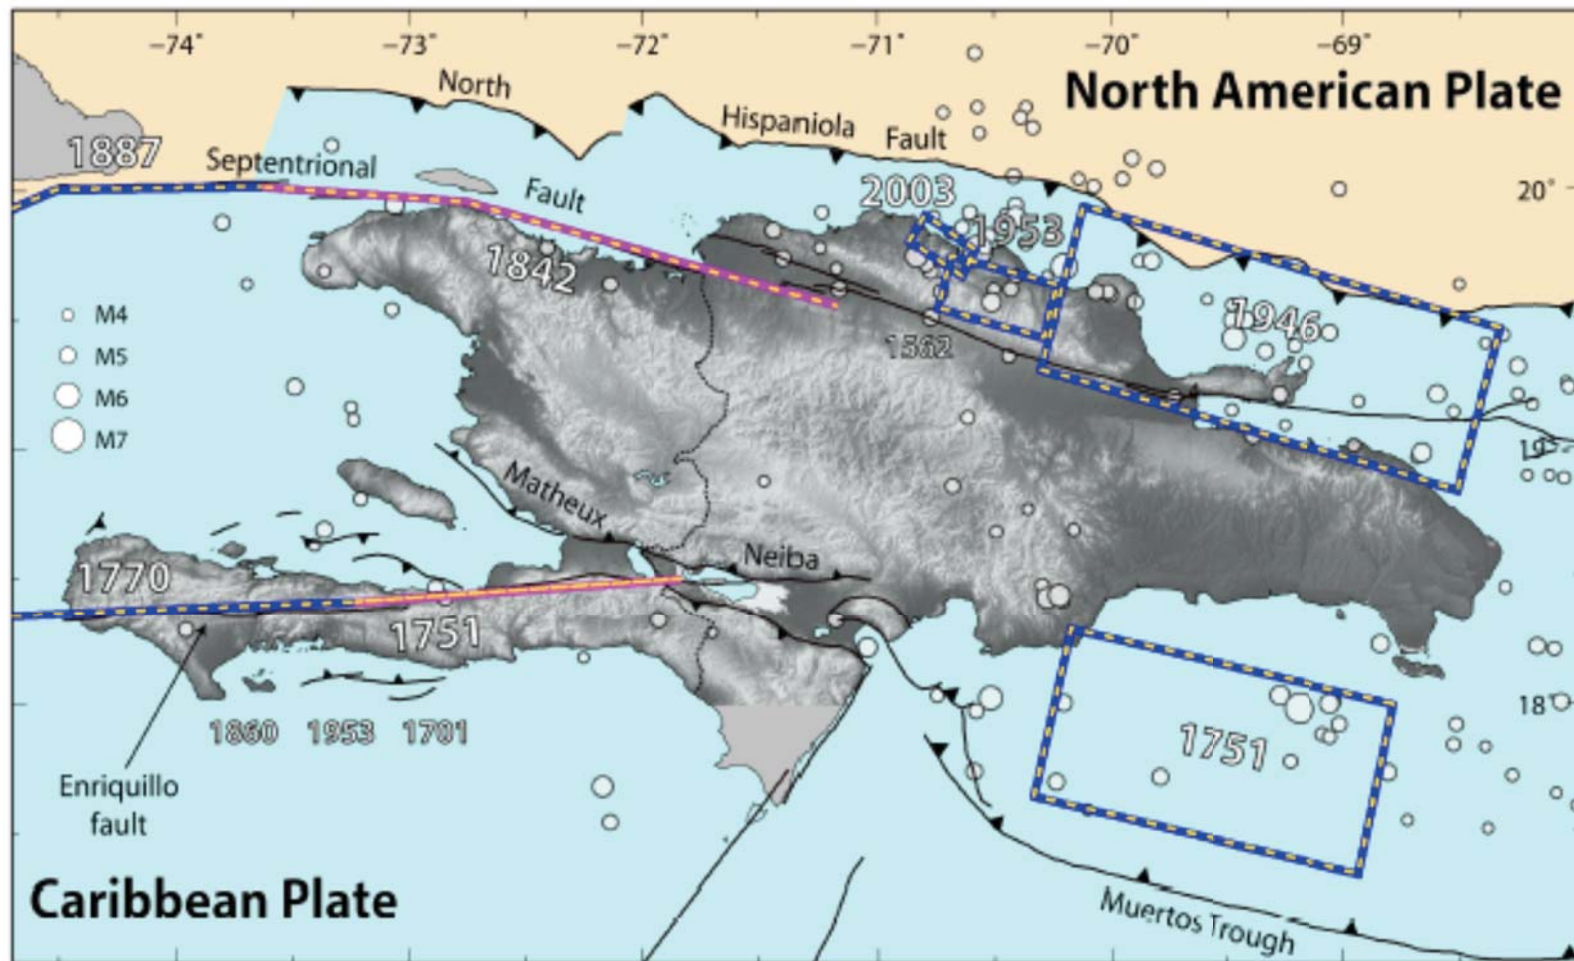 −74°
−73°
−72°
−71°
−70°
−69°
North American Plate
North
Hispaniola
Fault
1887
Septentrional
Fault
2003
1953
20°
1842
1946
1562
M4
M5
M6
M7
19°
Matheux
Neiba
1770
1751
1860 1953 1701
18°
1751
Enriquillo
fault
Caribbean Plate
Muertos Trough